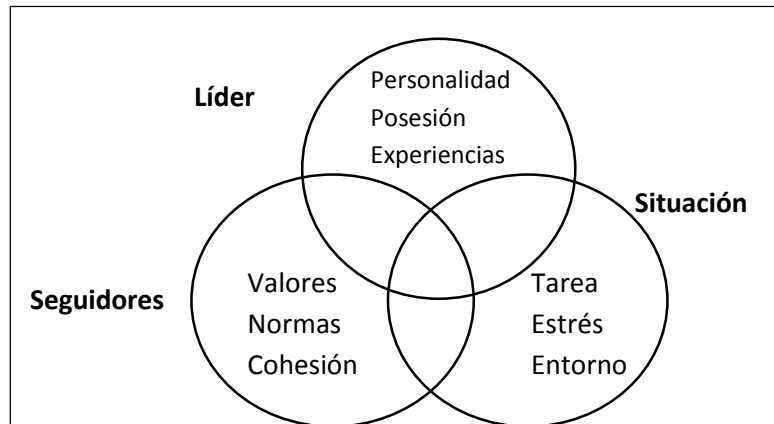 Líder
Personalidad
Posesión
Experiencias
Situación
Seguidores
Valores
Normas
Cohesión
Tarea
Estrés
Entorno